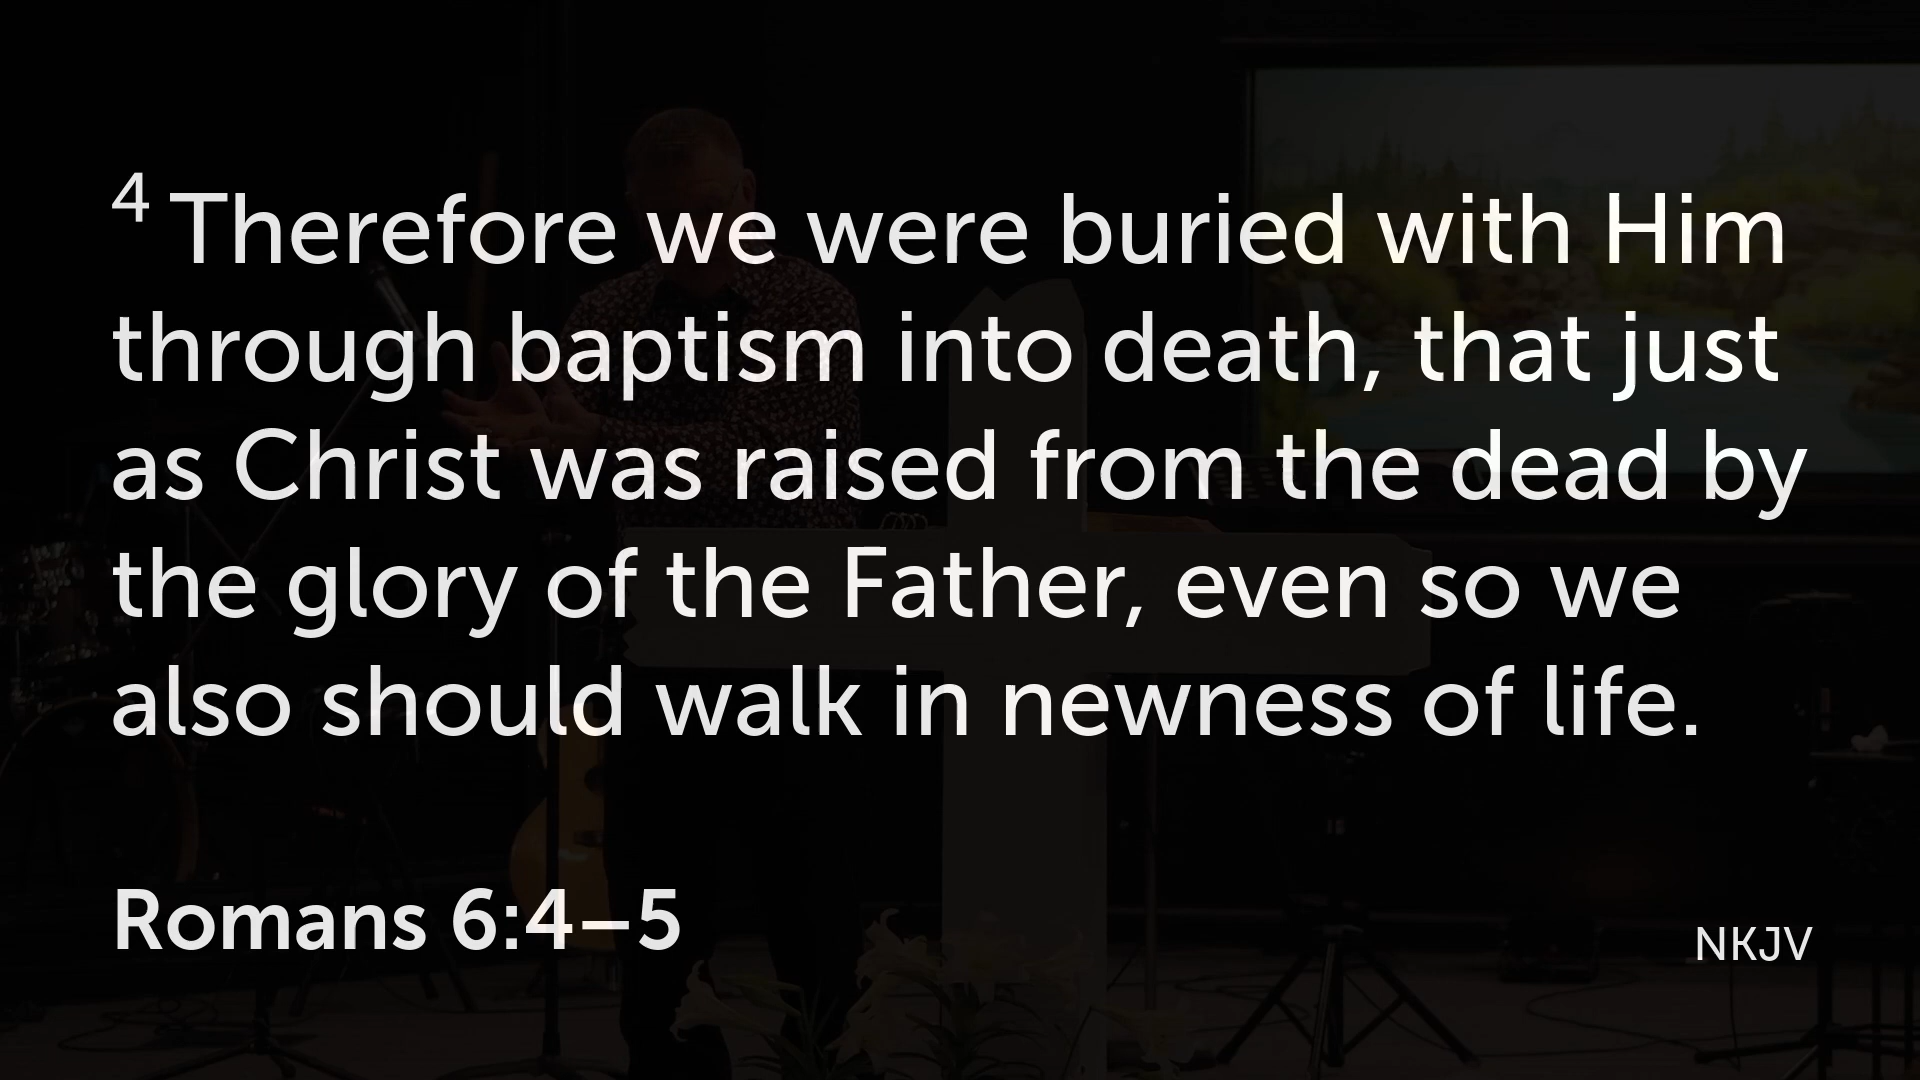 4 Therefore we were buried with Him
through baptism into death, that just
as Christ was raised from the dead by
the glory of the Father, even so we
also should walk in newness of life.
Romans 6:4–5
NKJV